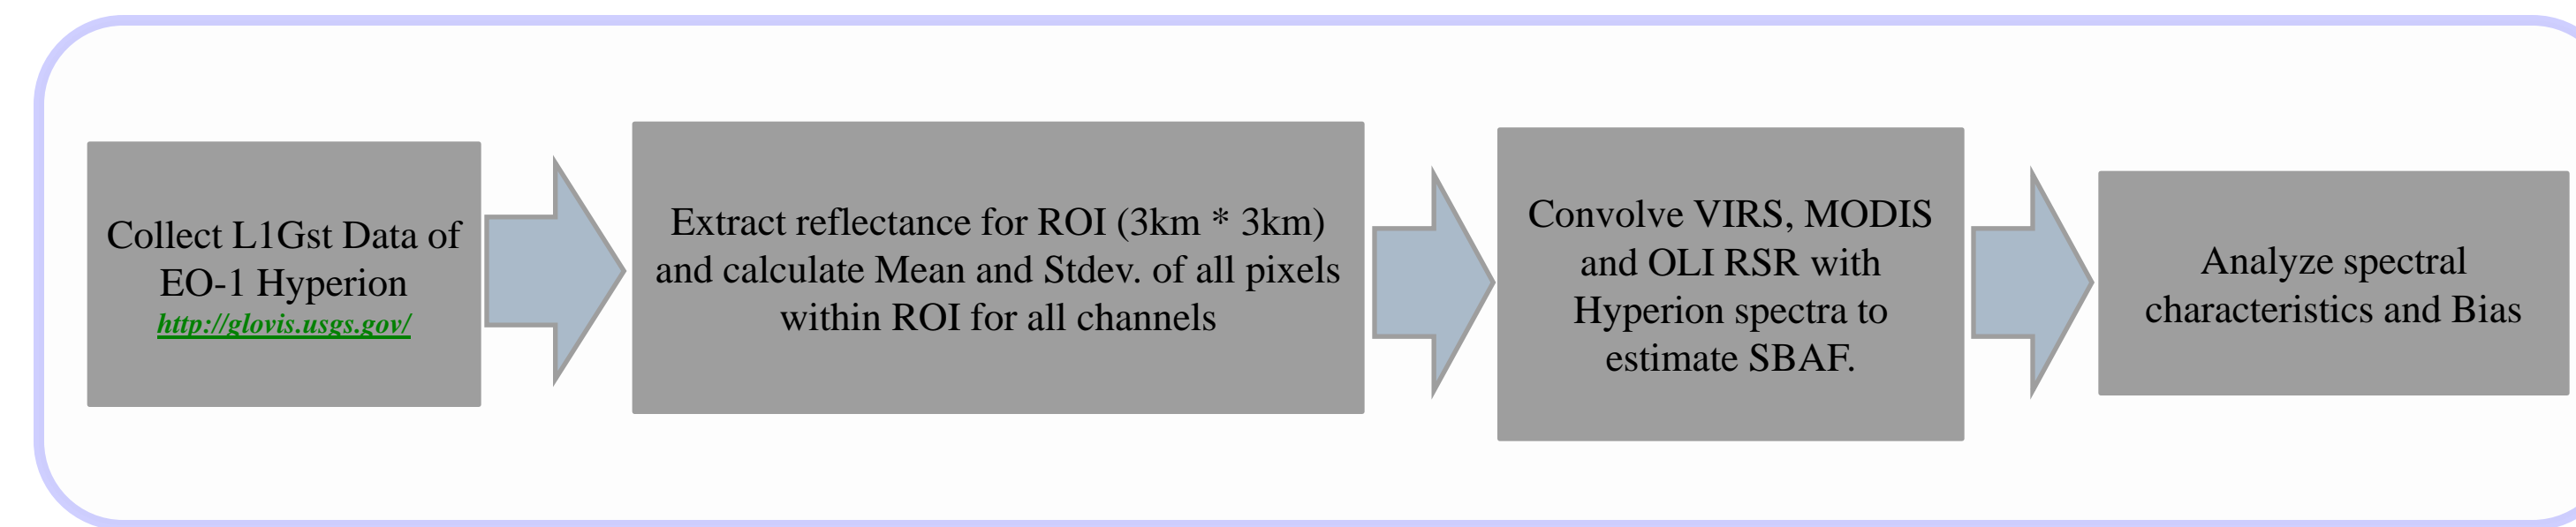 Collect L1Gst Data of
EO-1 Hyperion
http://glovis.usgs.gov/
Extract reflectance for ROI (3km * 3km)
and calculate Mean and Stdev. of all pixels
within ROI for all channels
Convolve VIRS, MODIS
and OLI RSR with
Hyperion spectra to
estimate SBAF.
Analyze spectral
characteristics and Bias